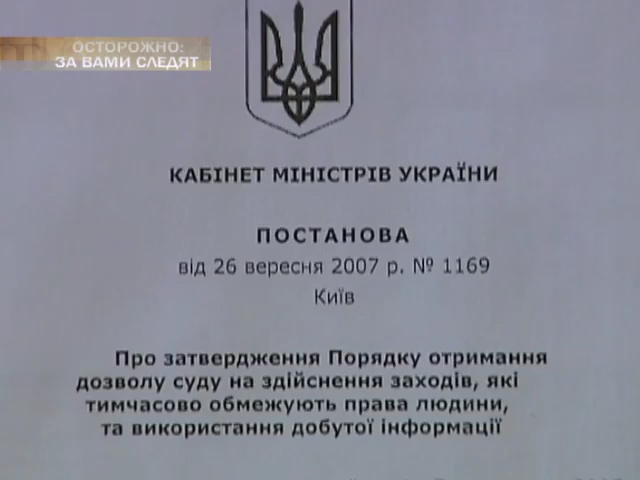 ОСТОРОЖНО:
ЗА ВАМИ СЛЕДЯТ
КАБІНЕТ МІНІСТРІВ УКРАЇНИ
ПОСТАНОВА
від 26 вересня 2007 р. № 1169
Київ
Про затвердження Порядку отримання
дозволу суду на здійснення заходів, які
тимчасово обмежують права людини,
та використання добутої інформації